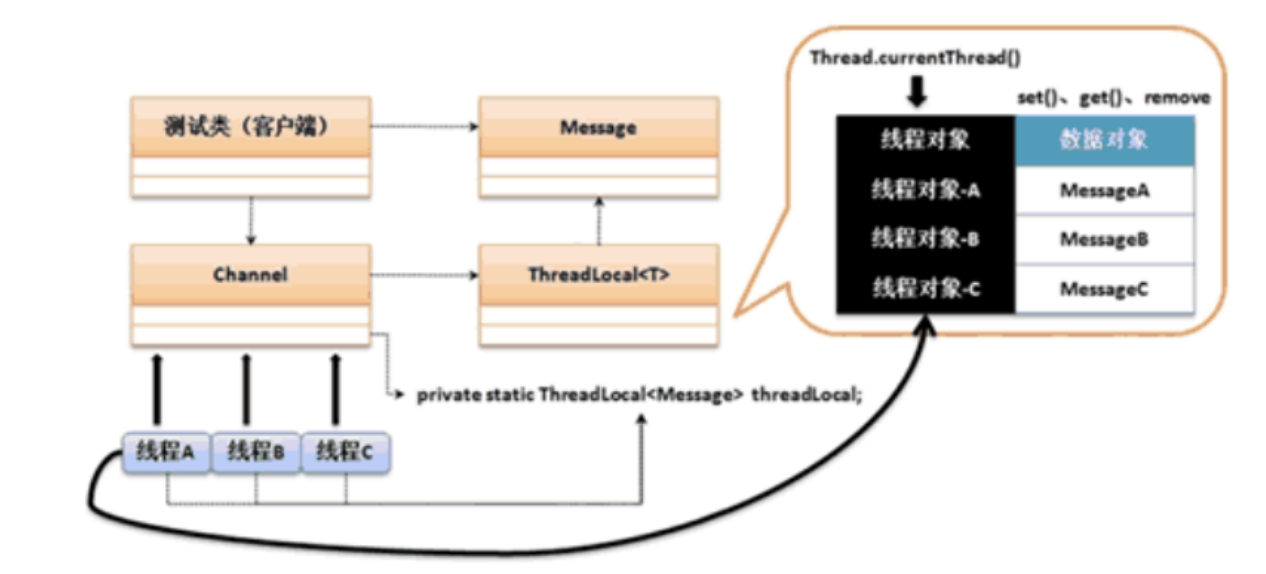 Thread.currentThread()
set()、get()、remove
测试类（客户端）
Message
线程对象
数据对象
线程对象-A
MessageA
线程对象-B
MessageB
Channel
ThreadLocal<T>
线程对象-C
MessageC
private static ThreadLocal<Message> threadLocal;
线程A
线程B
线程C